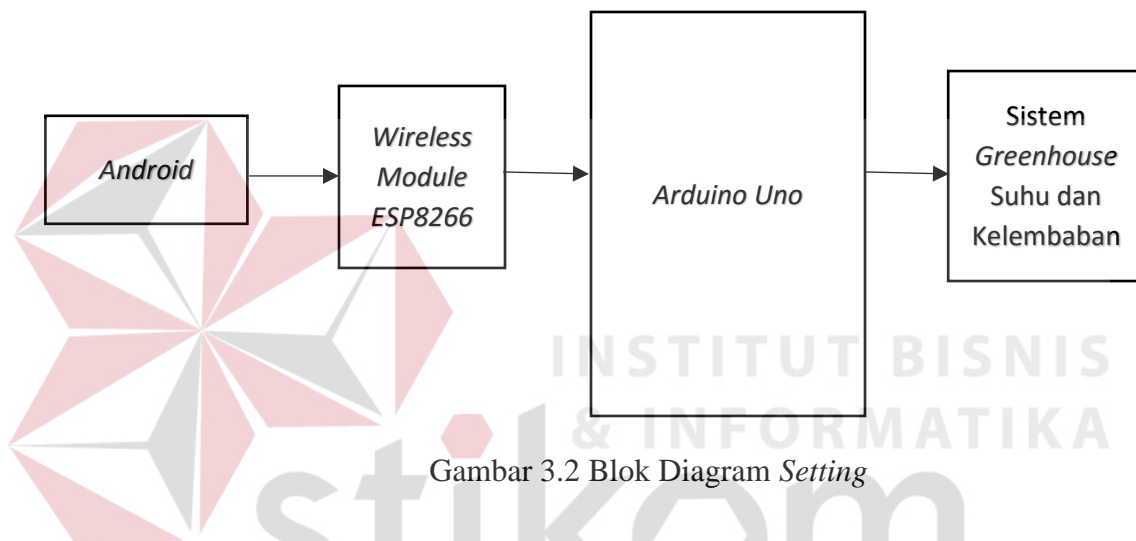 Android
Wireless
Module
ESP8266
Arduino Uno
Sistem
Greenhouse
Suhu dan
Kelembaban
INSTITUT BISNIS
& INFORMATIKA
stikom
Gambar 3.2 Blok Diagram Setting